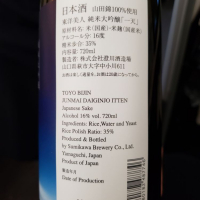 日本酒 山田錦100%使用
東洋美人 純米大吟醸「一天」
原材料名/米(国産)・米麹(国産米)
アルコール分/16度
精米歩合/35%
内容量/720ml
製造者/株式会社澄川酒造場
山口県萩市大字中小川611
TOYO BIJIN
JUNMAI DAIGINJO ITTEN
Japanese Sake
Alcohol 16% vol. 720ml
Ingredients: Rice,Water and Yeast
Rice Polish Ratio: 35%
Produced & Bottled
by Sumikawa Brewery Co., Ltd.
Yamaguchi, Japan
Product of Japan
製造年月
Date of Production